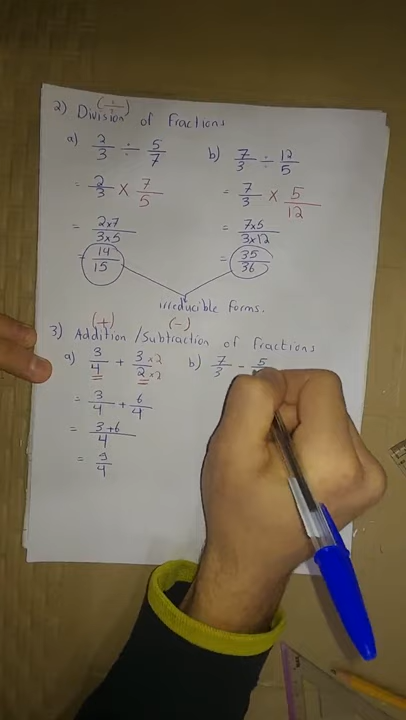 (÷)
2) Division of Fractions
a) 2/3 ÷ 5/7
= 2/3 × 7/5
= 2×7/3×5
= 14/15
b) 7/3 ÷ 12/5
= 7/3 × 5/12
= 7×5/3×12
= 35/36
irreducible forms.
(+) (-)
3) Addition /Subtraction of Fractions
a) 3/4 + 3×2/2×2
= 3/4 + 6/4
= 3+6/4
= 9/4
b) 7/3 - 5